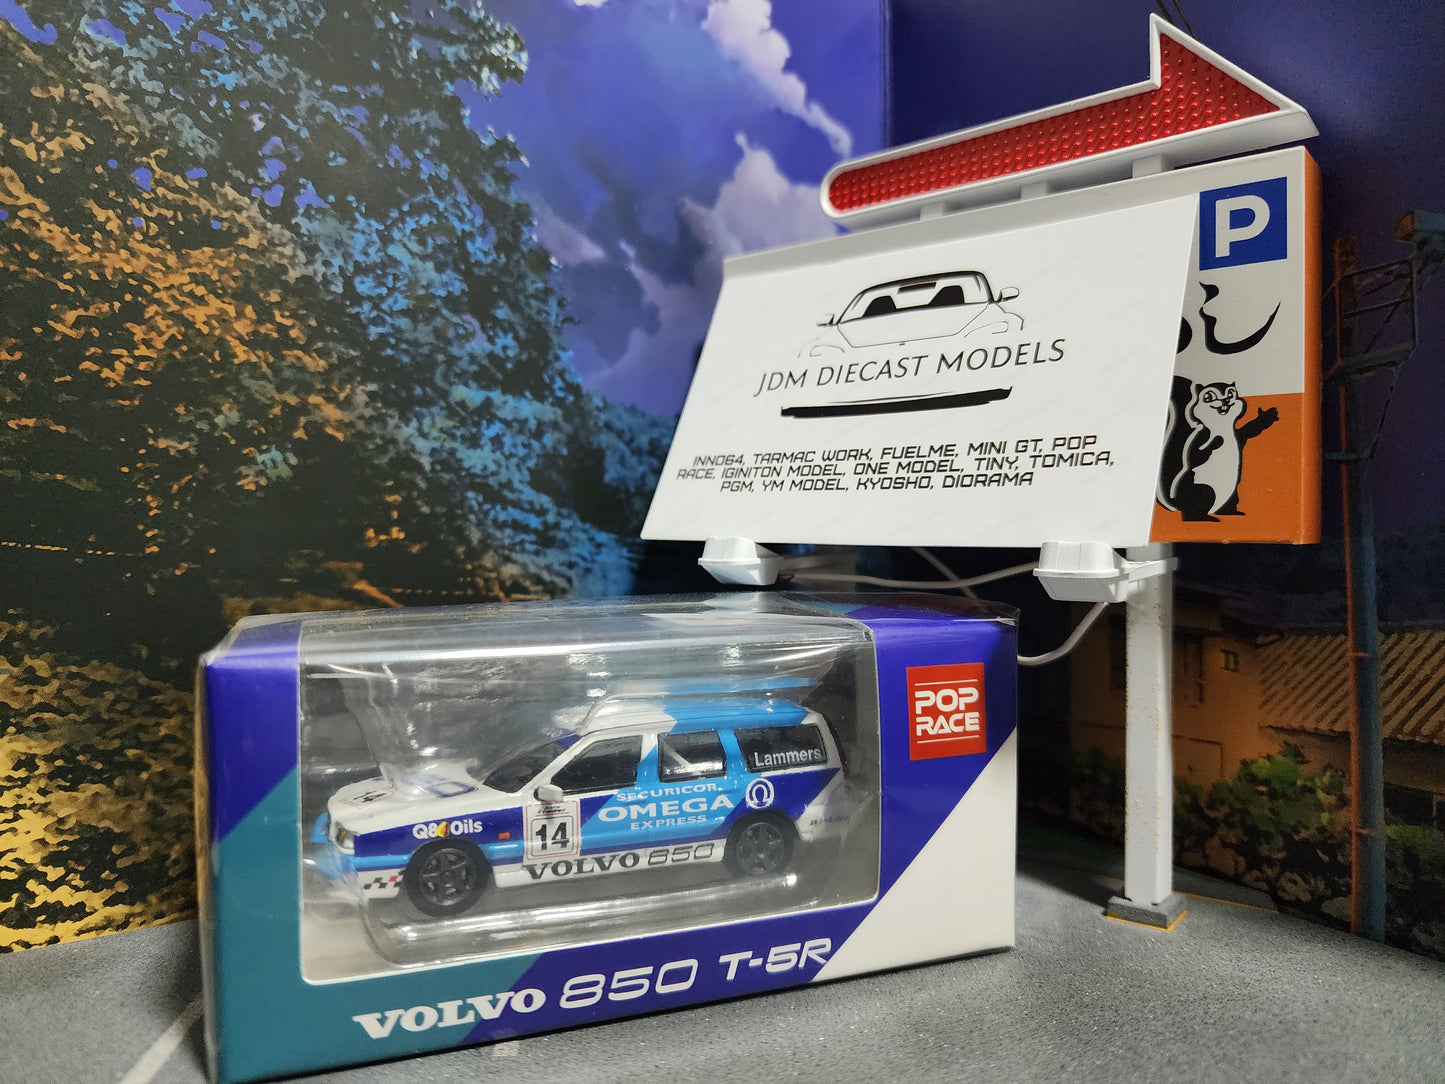 P
し
JDM DIECAST MODELS
INNO64, TARMAC WORK, FUELME, MINI GT, POP
RACE, IGINITON MODEL, ONE MODEL, TINY, TOMICA,
PGM, YM MODEL, KYOSHO, DIORAMA
POP
RACE
Lammers
SECURICOR
OMEGA
EXPRESS
Q8 Oils
14
VOLVO 850
VOLVO 850 T-5R